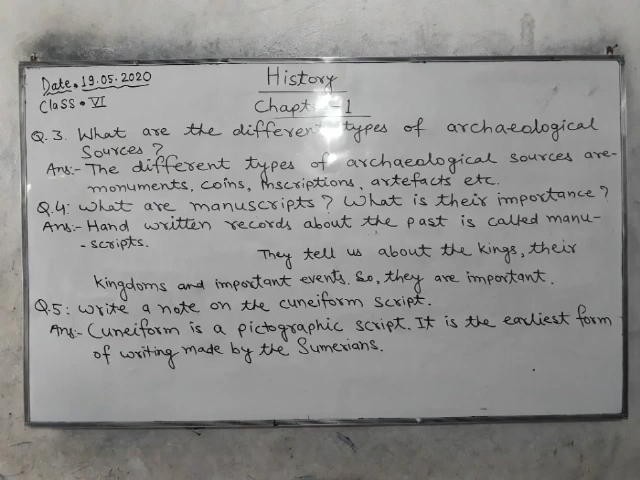 Date. 19.05.2020
History
Class. VI
Chapter-1
Q.3. What are the different types of archaeological
Sources?
Ans:- The different types of archaeological sources are-
monuments, coins, inscriptions, artefacts etc.
Q.4: What are manuscripts? What is their importance?
Ans:- Hand written records about the past is called manu-
-scripts.
They tell us about the kings, their
kingdoms and important events. So, they are important.
Q.5: Write a note on the cuneiform script.
Ans:- Cuneiform is a pictographic script. It is the earliest form
of writing made by the Sumerians.